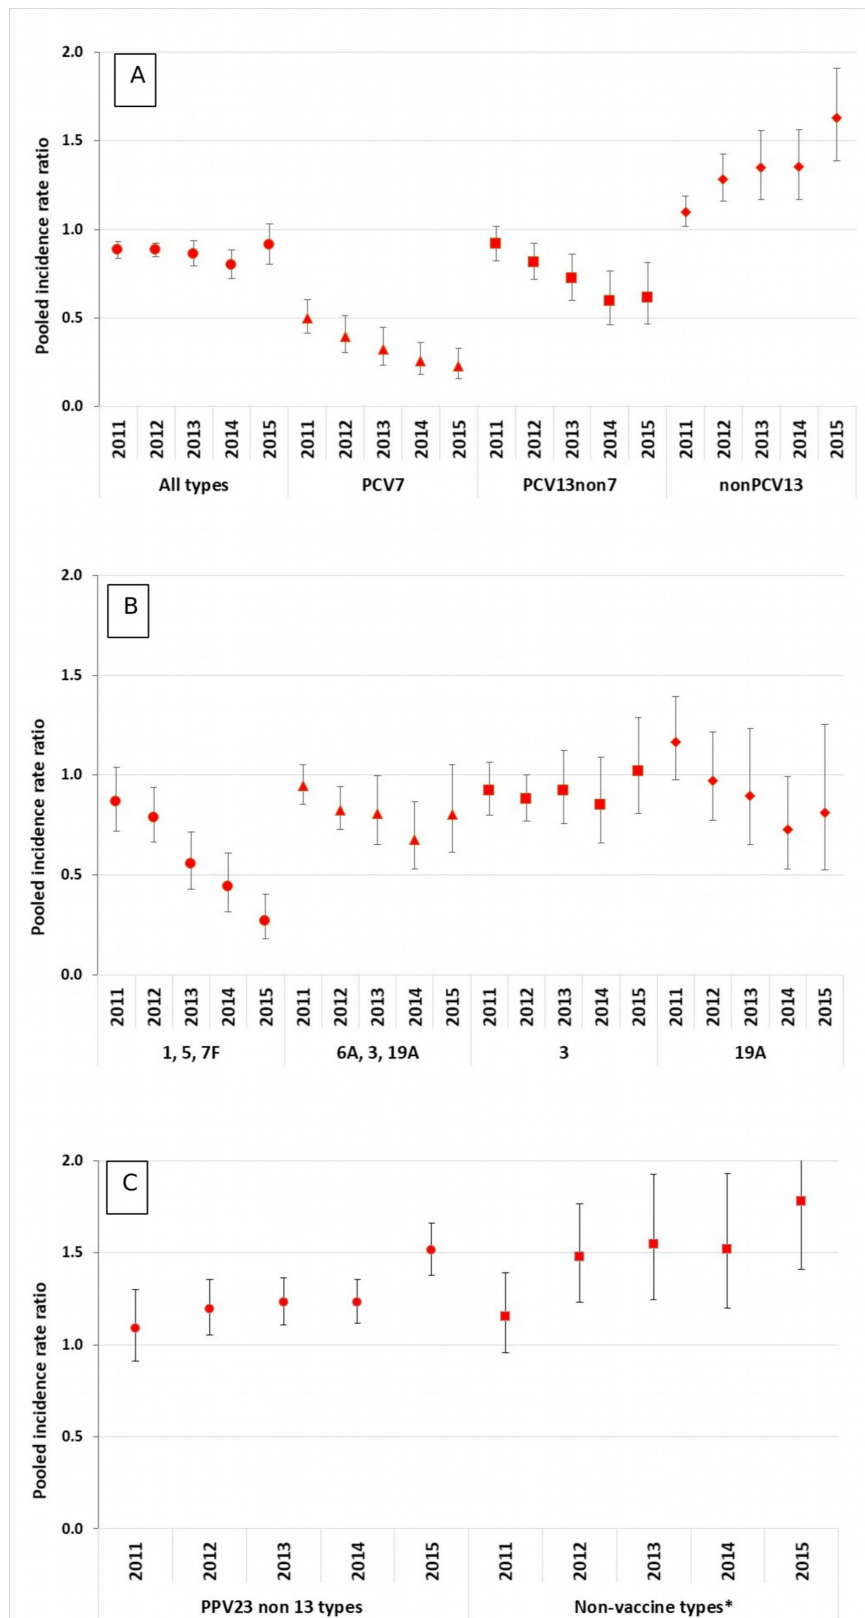 A
Pooled incidence rate ratio
2.0
1.5
1.0
0.5
0.0
2011 2012 2013 2014 2015 2011 2012 2013 2014 2015 2011 2012 2013 2014 2015 2011 2012 2013 2014 2015
All types PCV7 PCV13non7 nonPCV13
B
Pooled incidence rate ratio
2.0
1.5
1.0
0.5
0.0
2011 2012 2013 2014 2015 2011 2012 2013 2014 2015 2011 2012 2013 2014 2015 2011 2012 2013 2014 2015
1, 5, 7F 6A, 3, 19A 3 19A
C
Pooled incidence rate ratio
2.0
1.5
1.0
0.5
0.0
2011 2012 2013 2014 2015 2011 2012 2013 2014 2015
PPV23 non 13 types Non-vaccine types*